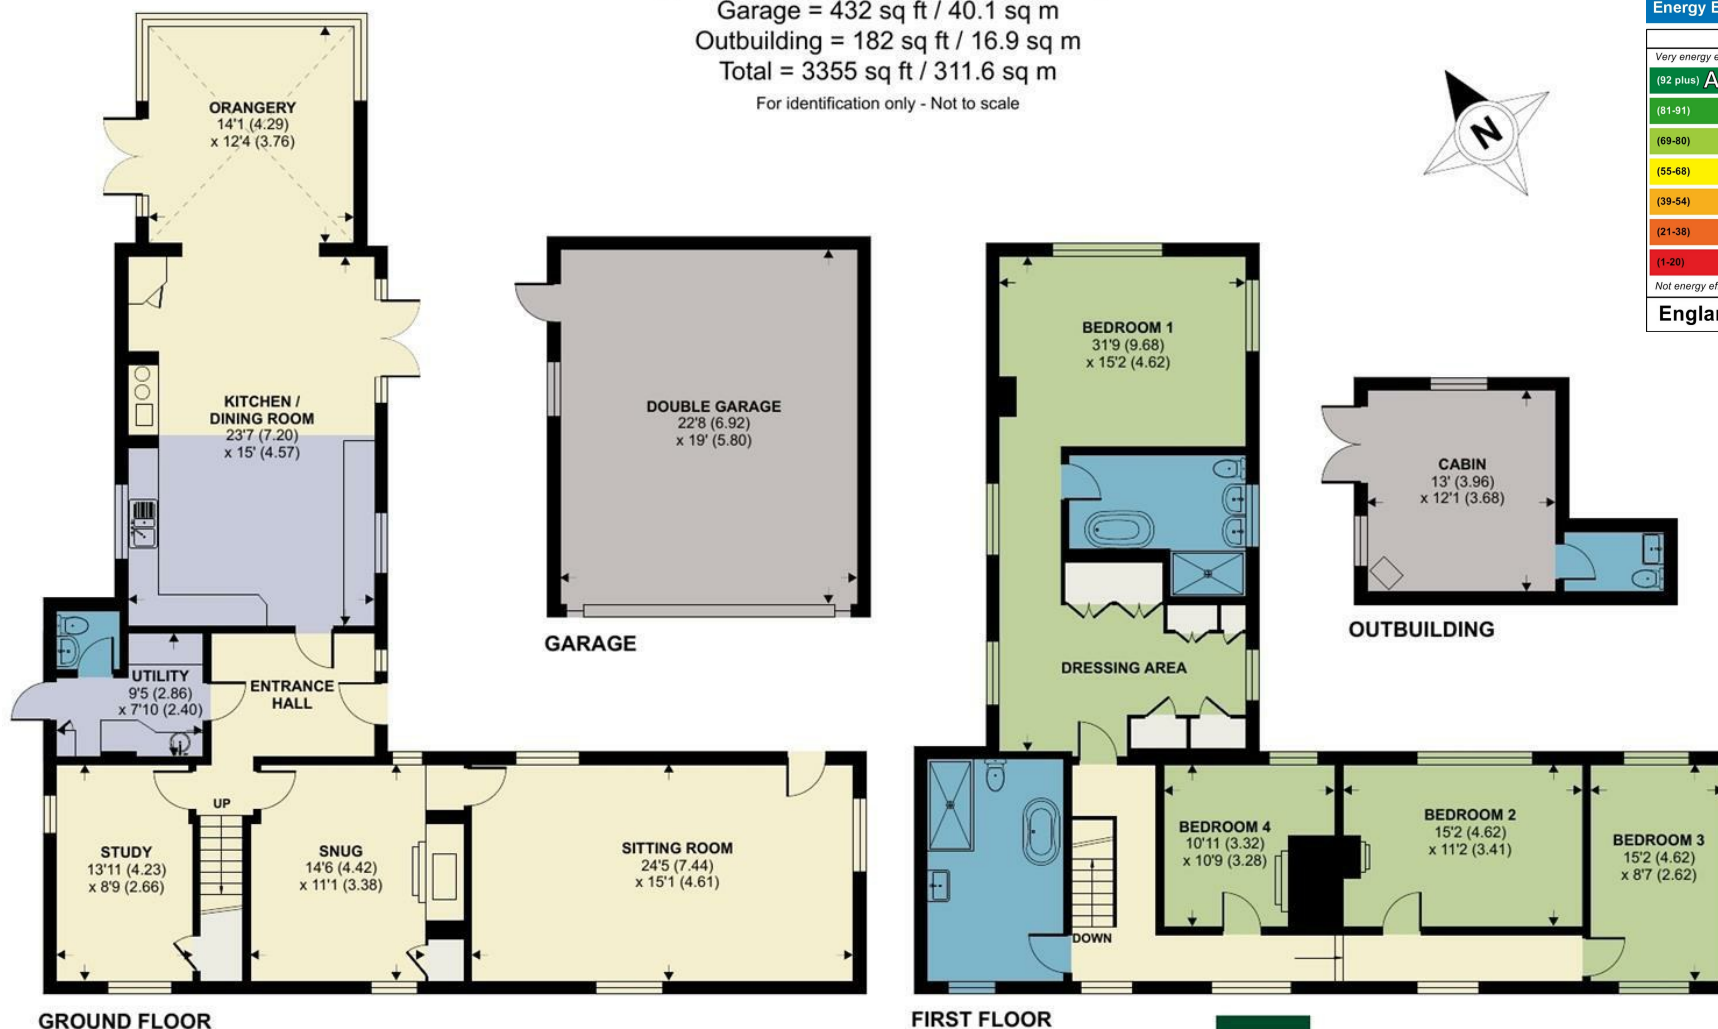 Garage = 432 sq ft / 40.1 sq m
Outbuilding = 182 sq ft / 16.9 sq m
Total = 3355 sq ft / 311.6 sq m
For identification only - Not to scale
N
Energy E
Very energy e
(92 plus) A
(81-91)
(69-80)
(55-68)
(39-54)
(21-38)
(1-20)
Not energy ef
Englan
ORANGERY
14'1 (4.29)
x 12'4 (3.76)
KITCHEN /
DINING ROOM
23'7 (7.20)
x 15' (4.57)
UTILITY
9'5 (2.86)
x 7'10 (2.40)
ENTRANCE
HALL
UP
STUDY
13'11 (4.23)
x 8'9 (2.66)
SNUG
14'6 (4.42)
x 11'1 (3.38)
SITTING ROOM
24'5 (7.44)
x 15'1 (4.61)
GROUND FLOOR
DOUBLE GARAGE
22'8 (6.92)
x 19' (5.80)
GARAGE
BEDROOM 1
31'9 (9.68)
x 15'2 (4.62)
DRESSING AREA
BEDROOM 4
10'11 (3.32)
x 10'9 (3.28)
BEDROOM 2
15'2 (4.62)
x 11'2 (3.41)
BEDROOM 3
15'2 (4.62)
x 8'7 (2.62)
DOWN
FIRST FLOOR
CABIN
13' (3.96)
x 12'1 (3.68)
OUTBUILDING